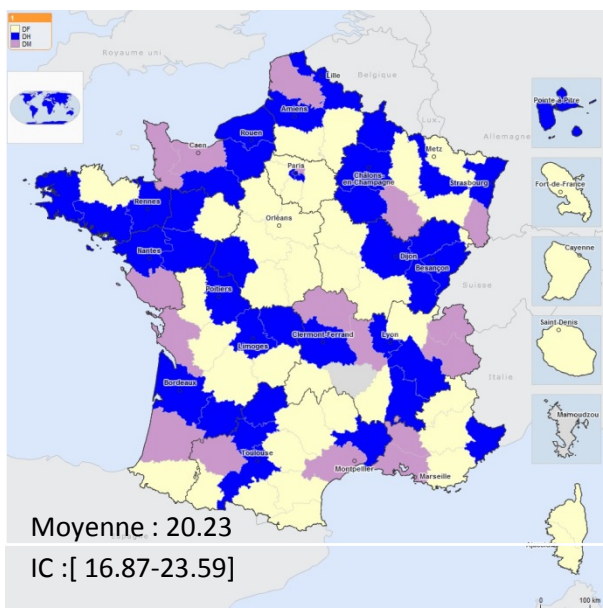 1
DF
DH
DM
Royaume uni
Belgique
Lille
Amiens
Lux.
Allemagne
Rouen
Caen
Metz
Paris
Châlons
-en-Champagne
Strasbourg
Rennes
Orléans
Nantes
Dijon
Besançon
Suisse
Poitiers
Limoges
Clermont-Ferrand
Lyon
Italie
Bordeaux
Toulouse
Montpellier
Marseille
Pointe-à-Pitre
Fort-de-France
Cayenne
Saint-Denis
Mamoudzou
Moyenne : 20.23
Espagne
IC :[ 16.87-23.59]
0 100 km